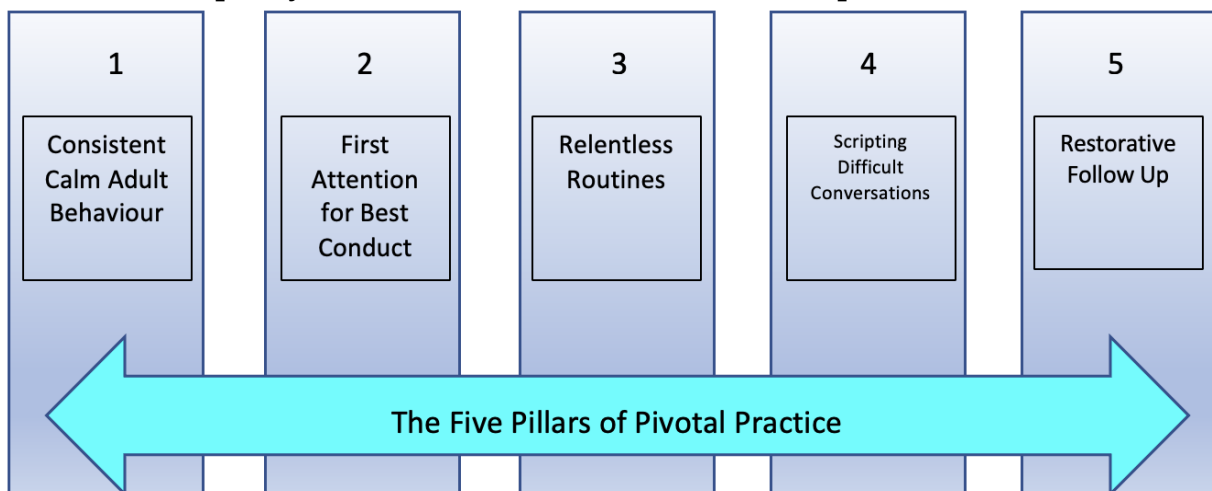 1
Consistent
Calm Adult
Behaviour
2
First
Attention
for Best
Conduct
3
Relentless
Routines
4
Scripting
Difficult
Conversations
5
Restorative
Follow Up
The Five Pillars of Pivotal Practice